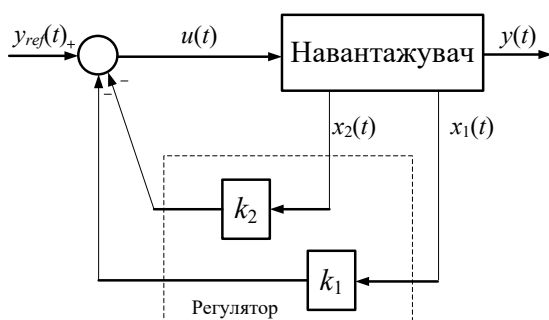 y_ref(t) + u(t) Навантажувач y(t)
−
−
x₂(t) x₁(t)
k₂
k₁
Регулятор